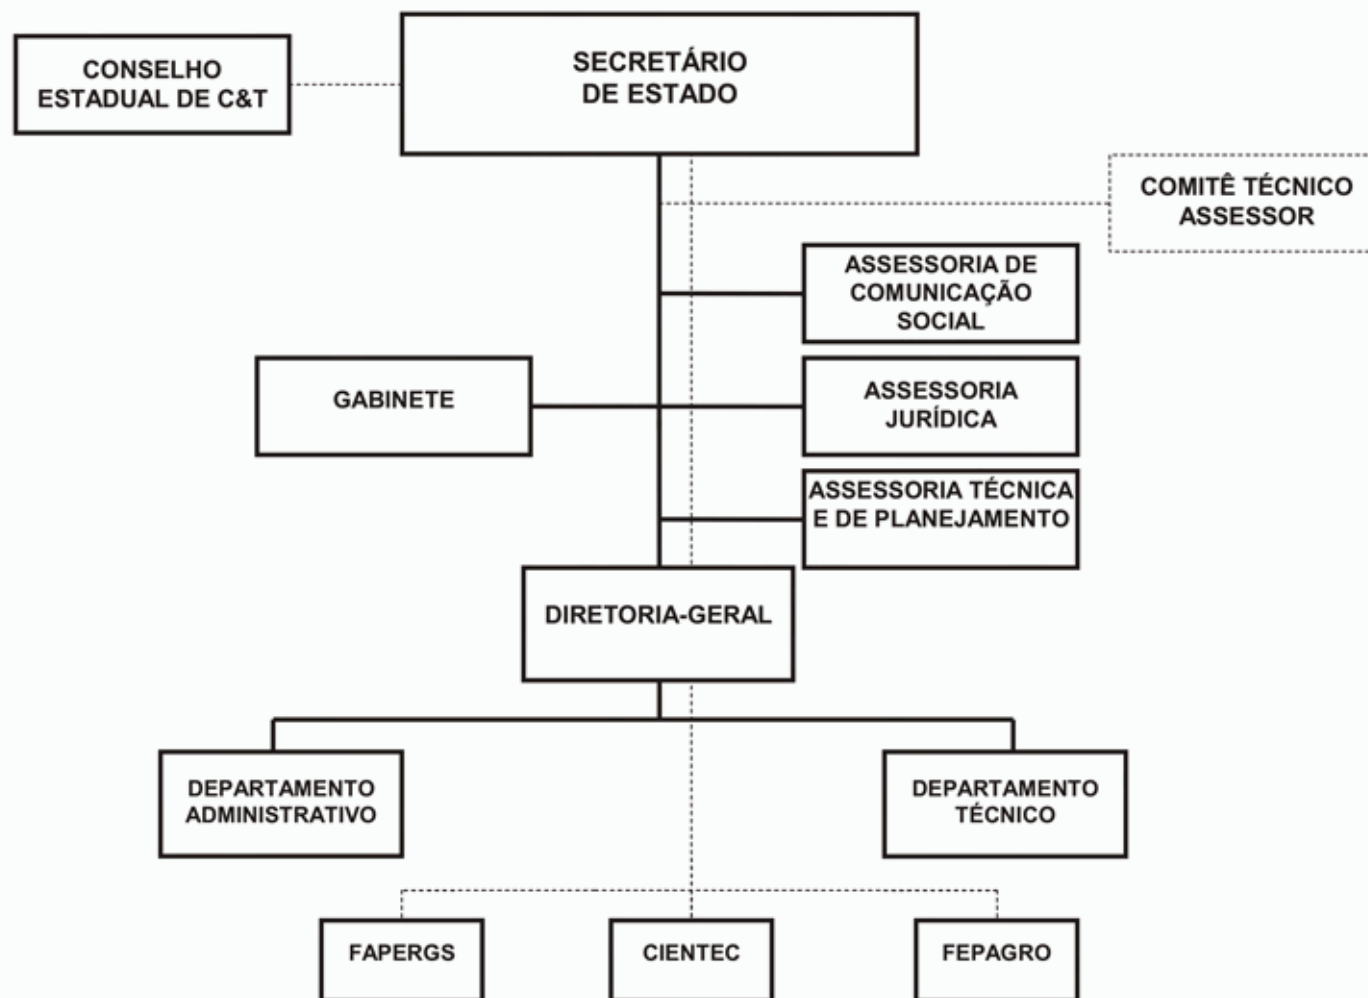 SECRETÁRIO
DE ESTADO
CONSELHO
ESTADUAL DE C&T
COMITÊ TÉCNICO
ASSESSOR
ASSESSORIA DE
COMUNICAÇÃO
SOCIAL
GABINETE
ASSESSORIA
JURÍDICA
ASSESSORIA TÉCNICA
E DE PLANEJAMENTO
DIRETORIA-GERAL
DEPARTAMENTO
ADMINISTRATIVO
DEPARTAMENTO
TÉCNICO
FAPERGS
CIENTEC
FEPAGRO